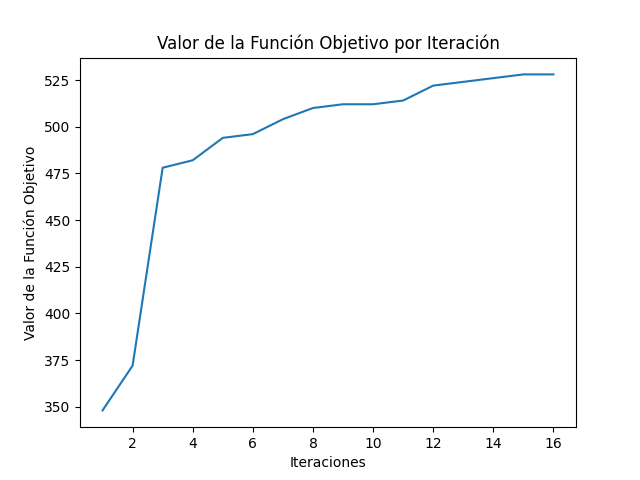 Valor de la Función Objetivo por Iteración
Valor de la Función Objetivo
525
500
475
450
425
400
375
350
2 4 6 8 10 12 14 16
Iteraciones